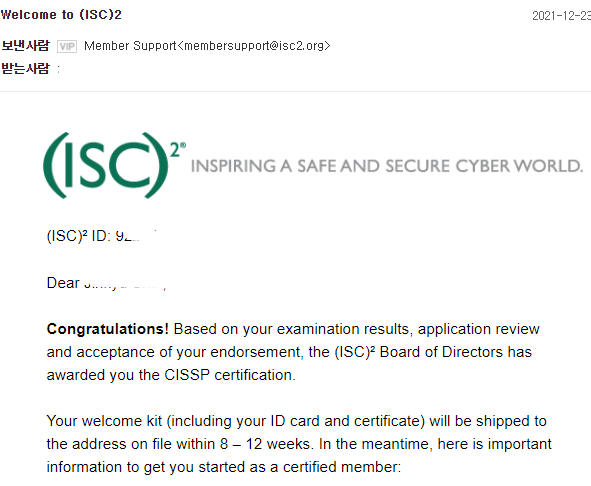 Welcome to (ISC)2
2021-12-23
보낸사람 VIP Member Support<membersupport@isc2.org>
받는사람 :
(ISC)²® INSPIRING A SAFE AND SECURE CYBER WORLD.
(ISC)² ID:
Dear
Congratulations! Based on your examination results, application review
and acceptance of your endorsement, the (ISC)² Board of Directors has
awarded you the CISSP certification.
Your welcome kit (including your ID card and certificate) will be shipped to
the address on file within 8 – 12 weeks. In the meantime, here is important
information to get you started as a certified member: